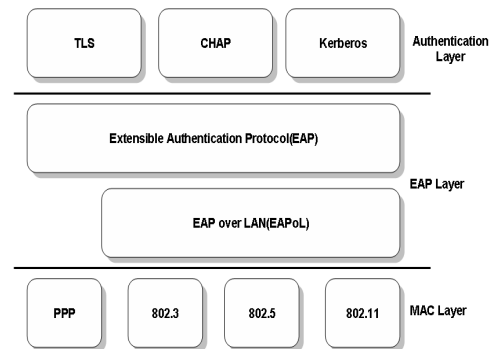 TLS
CHAP
Kerberos
Authentication
Layer
Extensible Authentication Protocol(EAP)
EAP Layer
EAP over LAN(EAPoL)
PPP
802.3
802.5
802.11
MAC Layer